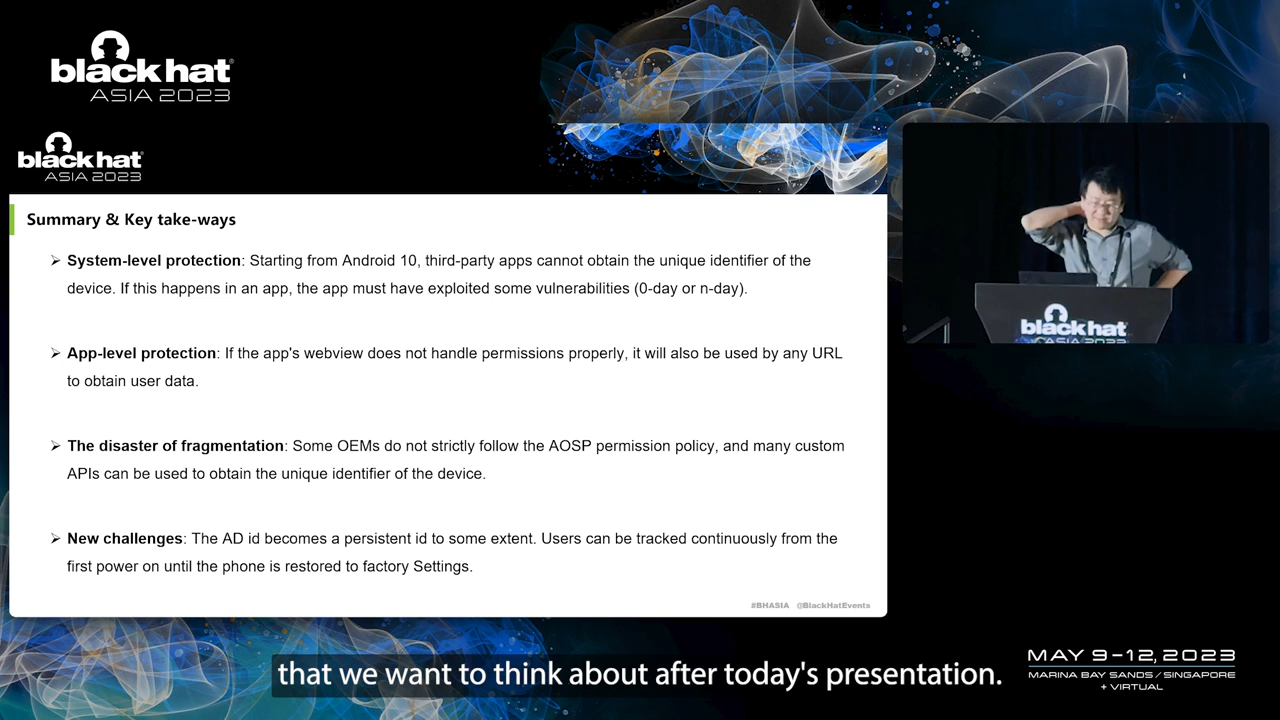 black hat
ASIA 2023
black hat
ASIA 2023
Summary & Key take-ways
➢ System-level protection: Starting from Android 10, third-party apps cannot obtain the unique identifier of the
device. If this happens in an app, the app must have exploited some vulnerabilities (0-day or n-day).
➢ App-level protection: If the app's webview does not handle permissions properly, it will also be used by any URL
to obtain user data.
➢ The disaster of fragmentation: Some OEMs do not strictly follow the AOSP permission policy, and many custom
APIs can be used to obtain the unique identifier of the device.
➢ New challenges: The AD id becomes a persistent id to some extent. Users can be tracked continuously from the
first power on until the phone is restored to factory Settings.
#BHASIA @BlackHatEvents
black hat
ASIA 2023
that we want to think about after today's presentation.
MAY 9-12, 2023
MARINA BAY SANDS / SINGAPORE
+ VIRTUAL